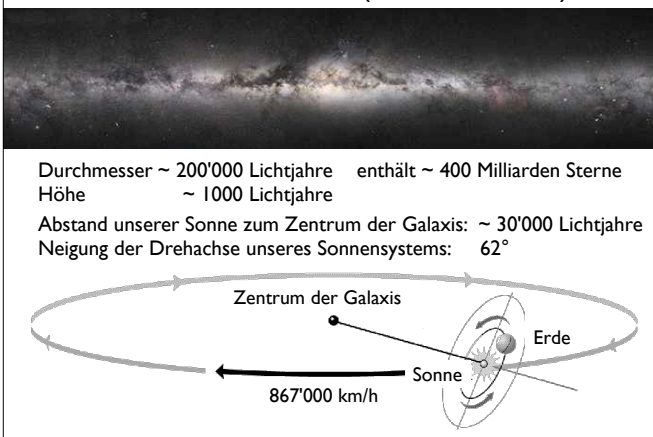 Durchmesser ~ 200'000 Lichtjahre enthält ~ 400 Milliarden Sterne
Höhe ~ 1000 Lichtjahre
Abstand unserer Sonne zum Zentrum der Galaxis: ~ 30'000 Lichtjahre
Neigung der Drehachse unseres Sonnensystems: 62°
Zentrum der Galaxis
Erde
Sonne
867'000 km/h